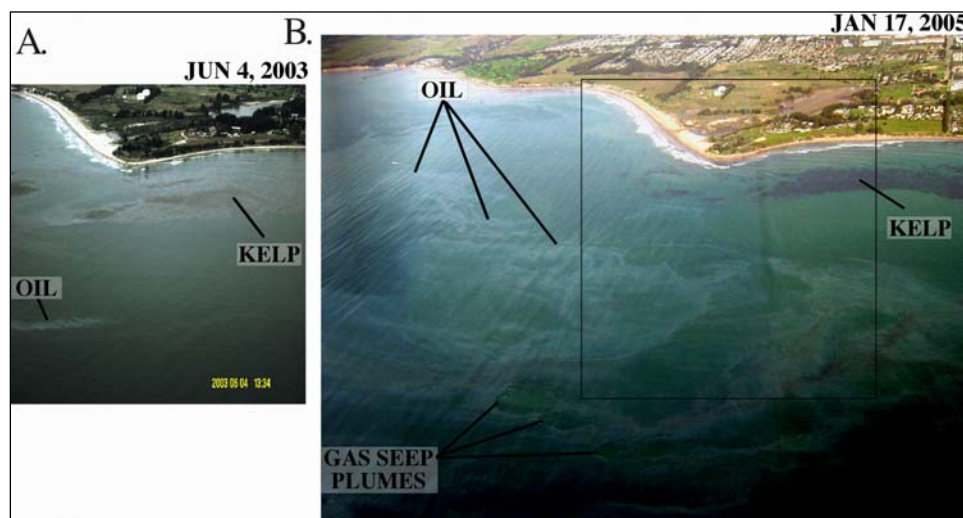 A.
JUN 4, 2003
KELP
OIL
2003 06 04 13:34
B.
JAN 17, 2005
OIL
KELP
GAS SEEP
PLUMES